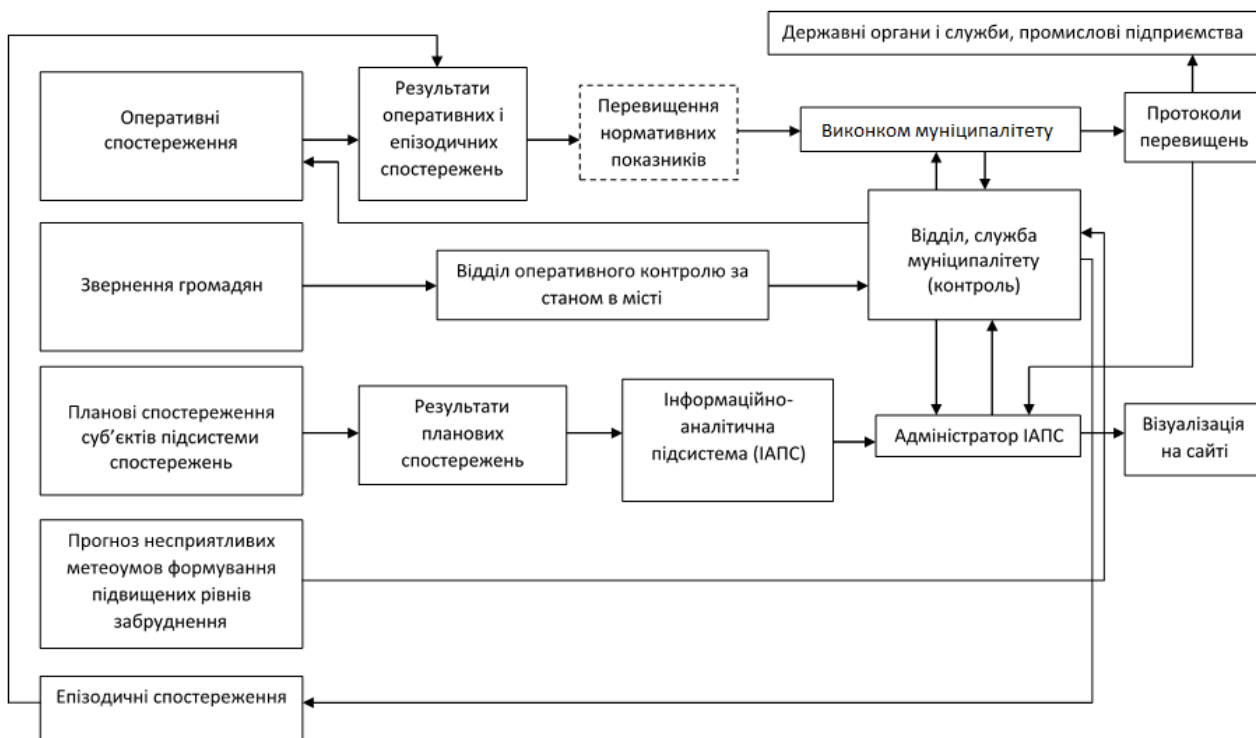 Державні органи і служби, промислові підприємства
Оперативні
спостереження
Результати
оперативних і
епізодичних
спостережень
Перевищення
нормативних
показників
Виконком муніципалітету
Протоколи
перевищень
Звернення громадян
Відділ оперативного контролю за
станом в місті
Відділ, служба
муніципалітету
(контроль)
Планові спостереження
суб’єктів підсистеми
спостережень
Результати
планових
спостережень
Інформаційно-
аналітична
підсистема (ІАПС)
Адміністратор ІАПС
Візуалізація
на сайті
Прогноз несприятливих
метеоумов формування
підвищених рівнів
забруднення
Епізодичні спостереження